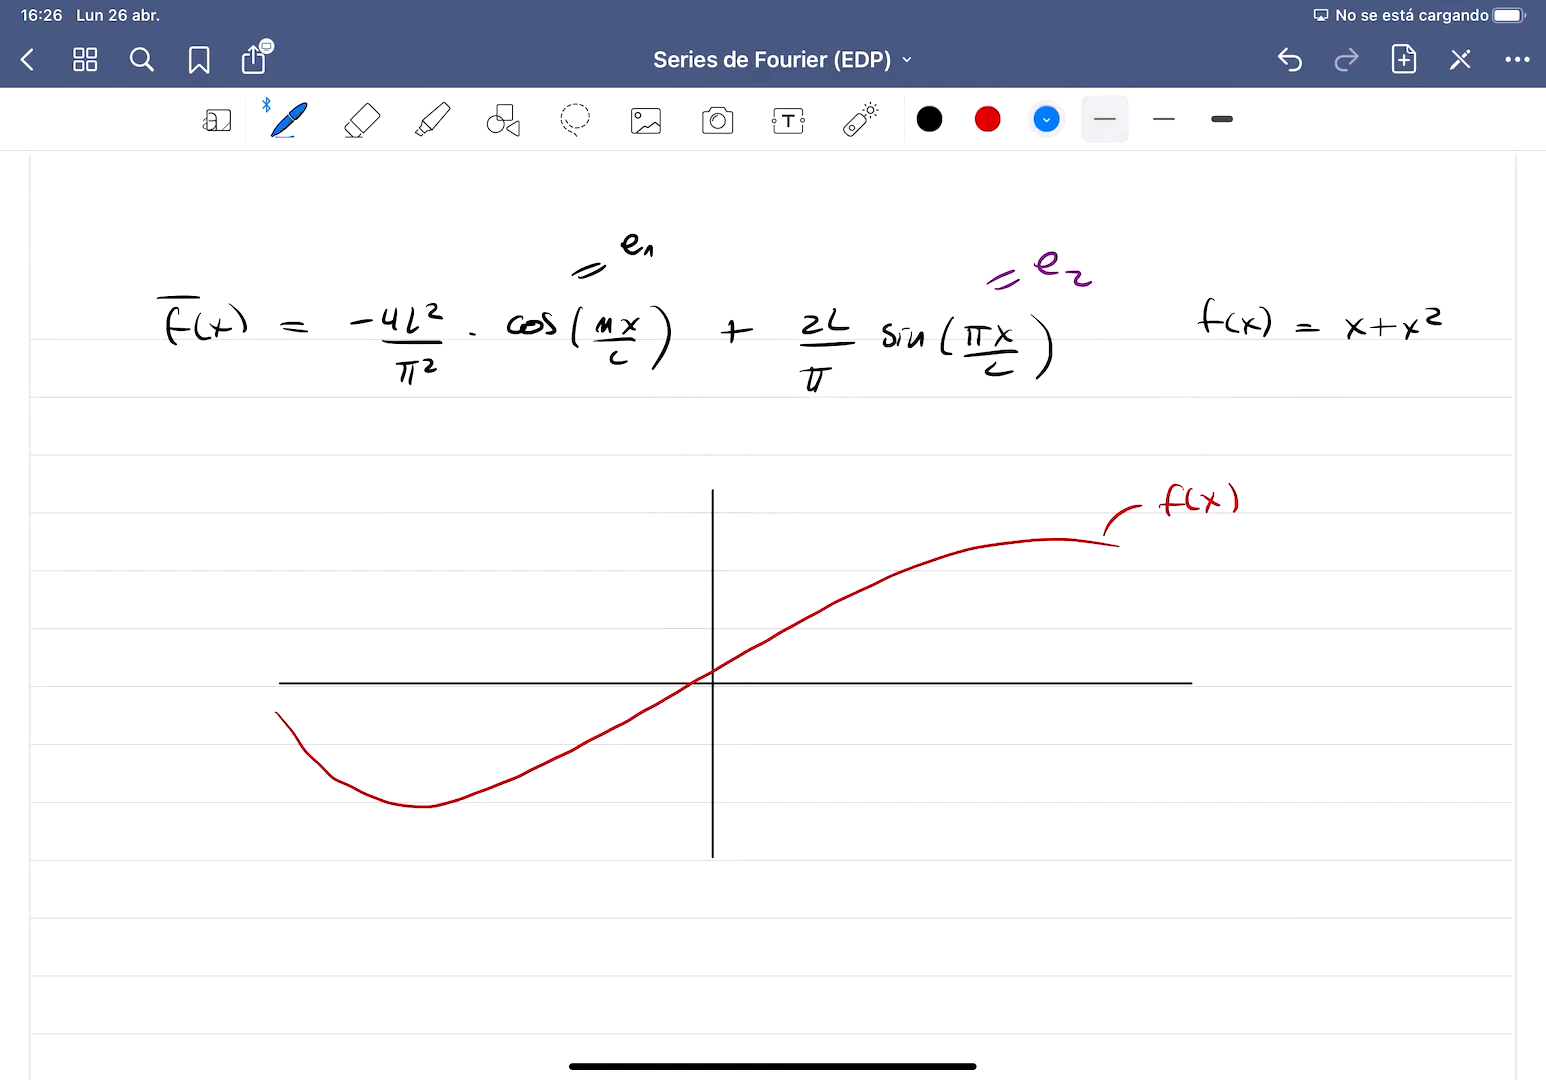 16:26 Lun 26 abr. No se está cargando
Series de Fourier (EDP)
T
= e₁
= e₂
f̅(x) = -4L²/π² · cos(πx/L) + 2L/π sin(πx/L) f(x) = x+x²
f(x)